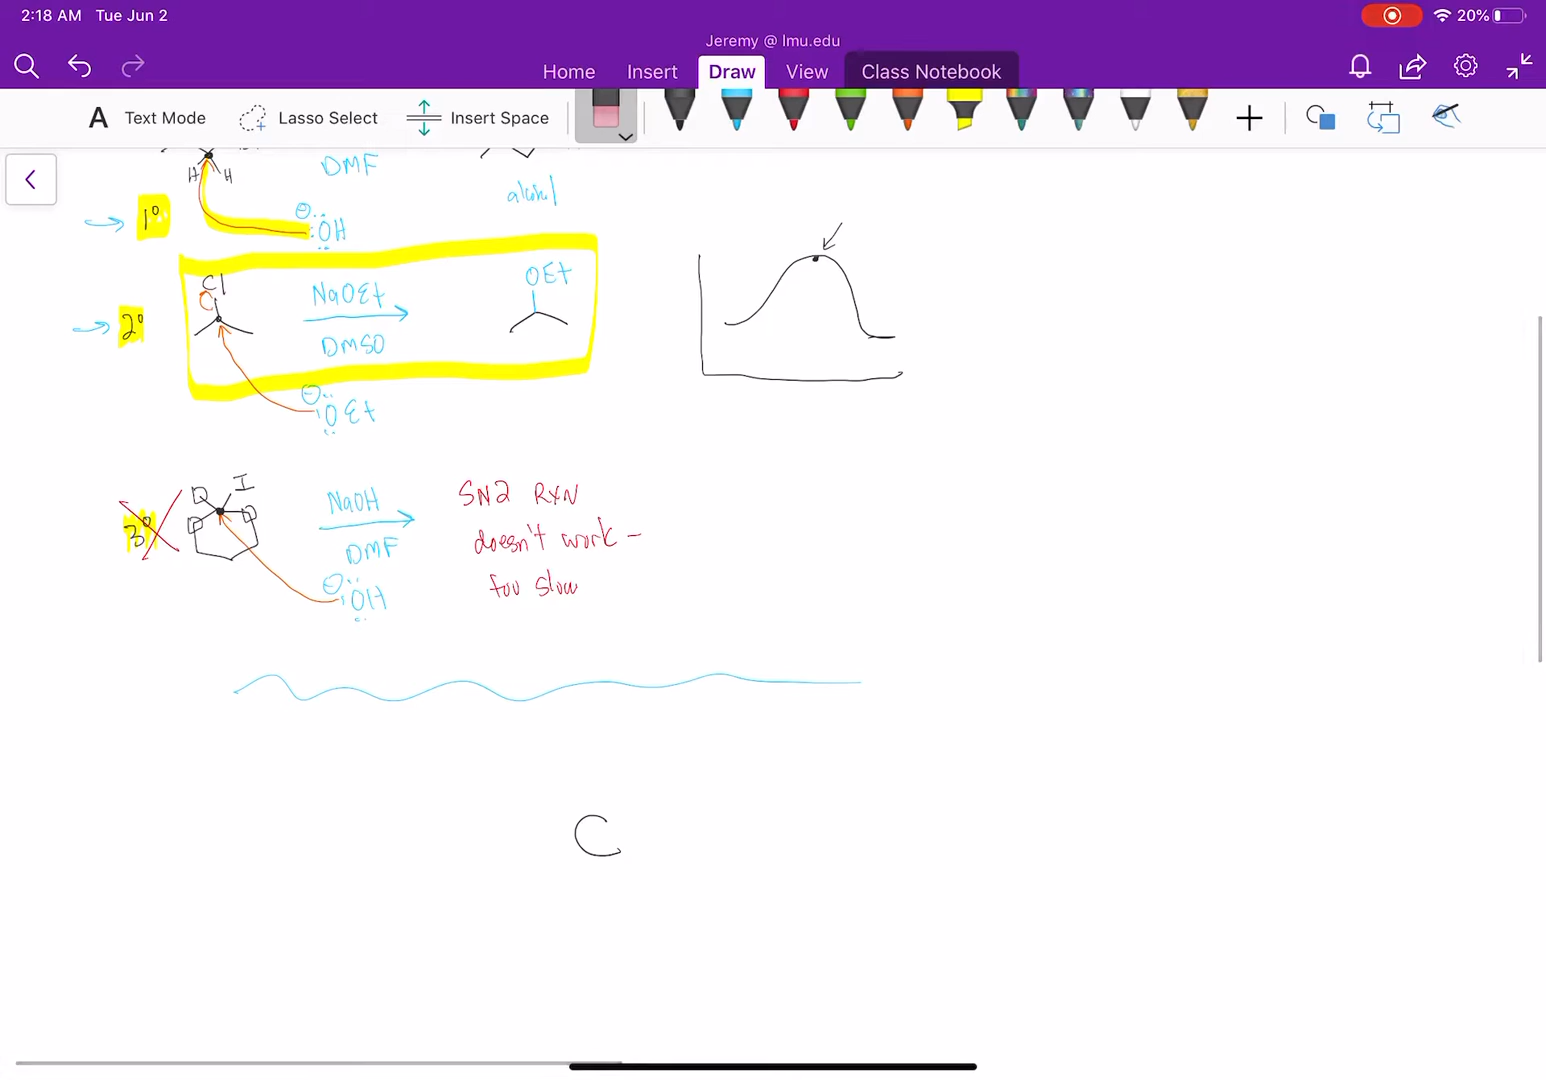 2:18 AM Tue Jun 2
20%
Jeremy @ lmu.edu
Home Insert Draw View Class Notebook
A Text Mode Lasso Select Insert Space
H H
DMF
alcohol
1°
:OH
Cl
NaOEt
OEt
2°
DMSO
:OEt
I
NaOH
SN2 RXN
3°
DMF
doesn't work –
:OH
too slow
C